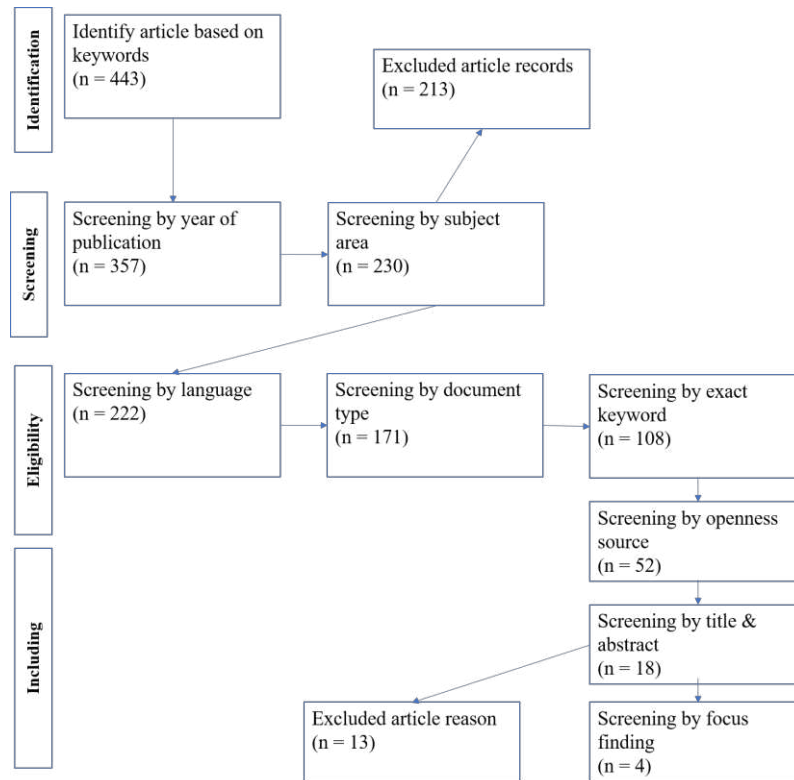 Identification
Identify article based on
keywords
(n = 443)
Excluded article records
(n = 213)
Screening
Screening by year of
publication
(n = 357)
Screening by subject
area
(n = 230)
Eligibility
Screening by language
(n = 222)
Screening by document
type
(n = 171)
Screening by exact
keyword
(n = 108)
Screening by openness
source
(n = 52)
Including
Screening by title &
abstract
(n = 18)
Excluded article reason
(n = 13)
Screening by focus
finding
(n = 4)